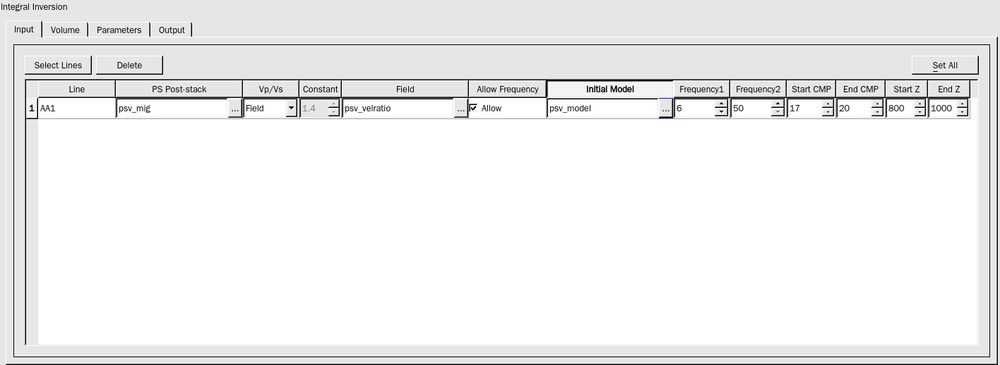 Integral Inversion
Input Volume Parameters Output
Select Lines Delete Set All
Line PS Post-stack Vp/Vs Constant Field Allow Frequency Initial Model Frequency1 Frequency2 Start CMP End CMP Start Z End Z
1 AA1 psv_mig ... Field 1.4 psv_velratio ... Allow psv_model ... 6 50 17 20 800 1000